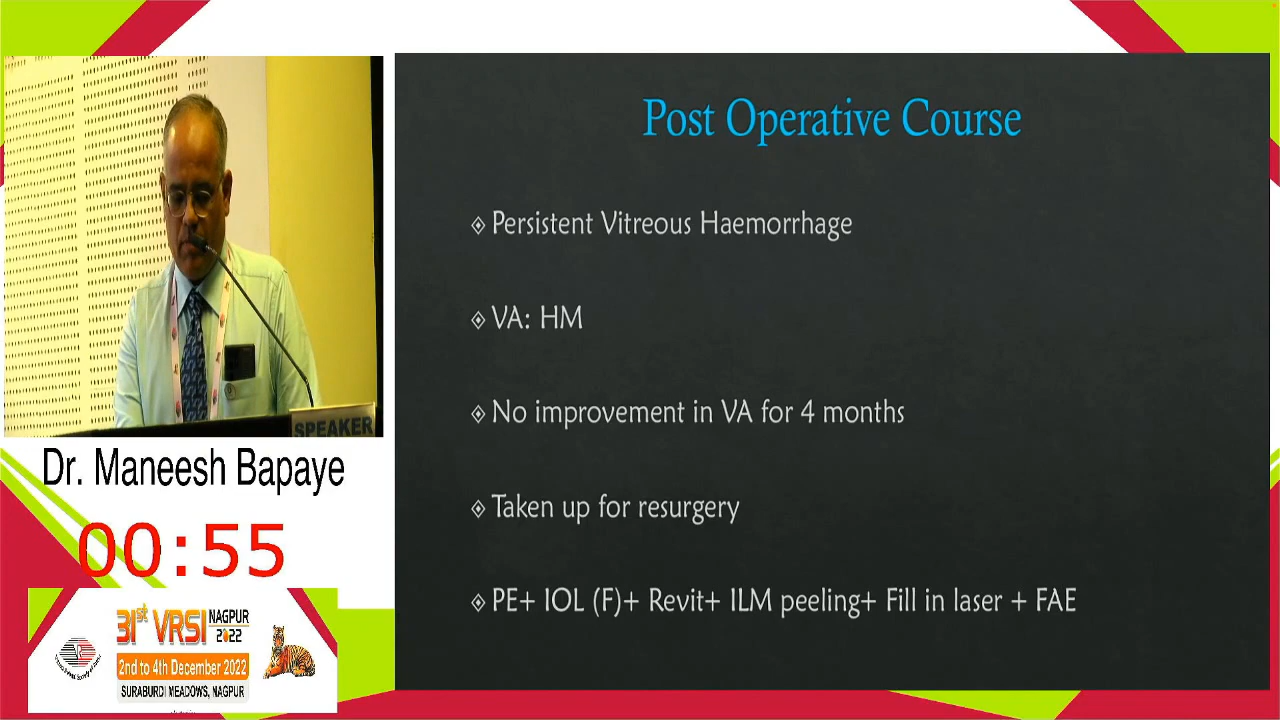 Post Operative Course
Persistent Vitreous Haemorrhage
VA: HM
No improvement in VA for 4 months
Taken up for resurgery
PE+ IOL (F)+ Revit+ ILM peeling+ Fill in laser + FAE
SPEAKER
Dr. Maneesh Bapaye
00:55
31st VRSI NAGPUR 2022
2nd to 4th December 2022
SURABURDI MEADOWS, NAGPUR